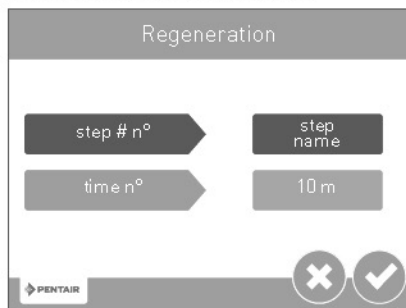 Regeneration
step # n°
step
name
time n°
10 m
PENTAIR